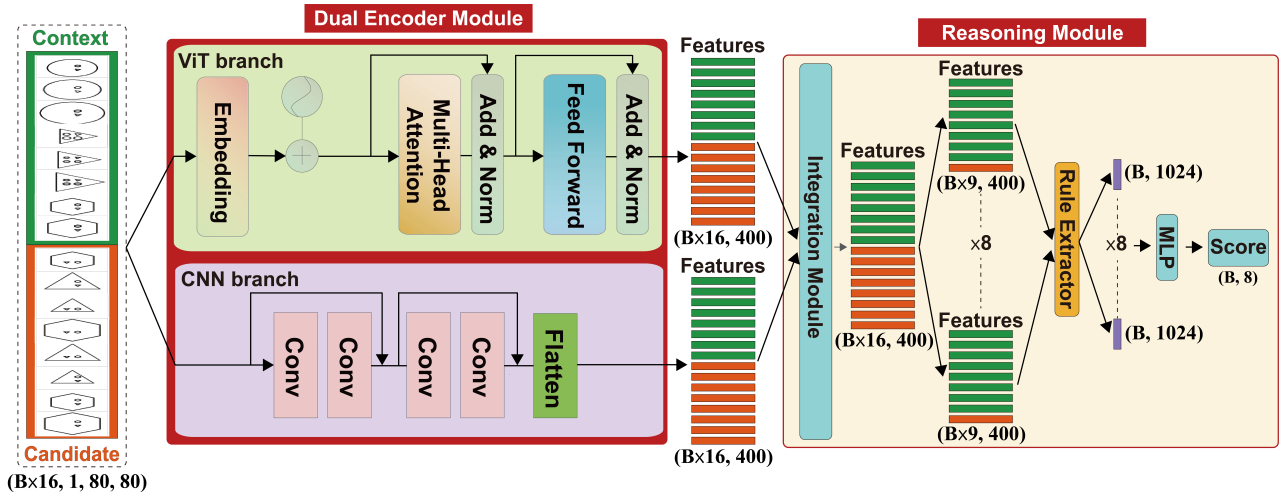 Context
Candidate
(B×16, 1, 80, 80)
Dual Encoder Module
ViT branch
Embedding
Multi-Head
Attention
Add & Norm
Feed Forward
Add & Norm
CNN branch
Conv
Conv
Conv
Conv
Flatten
Features
(B×16, 400)
Features
(B×16, 400)
Reasoning Module
Integration Module
Features
(B×16, 400)
Features
(B×9, 400)
×8
Features
(B×9, 400)
Rule Extractor
(B, 1024)
×8
(B, 1024)
MLP
Score
(B, 8)